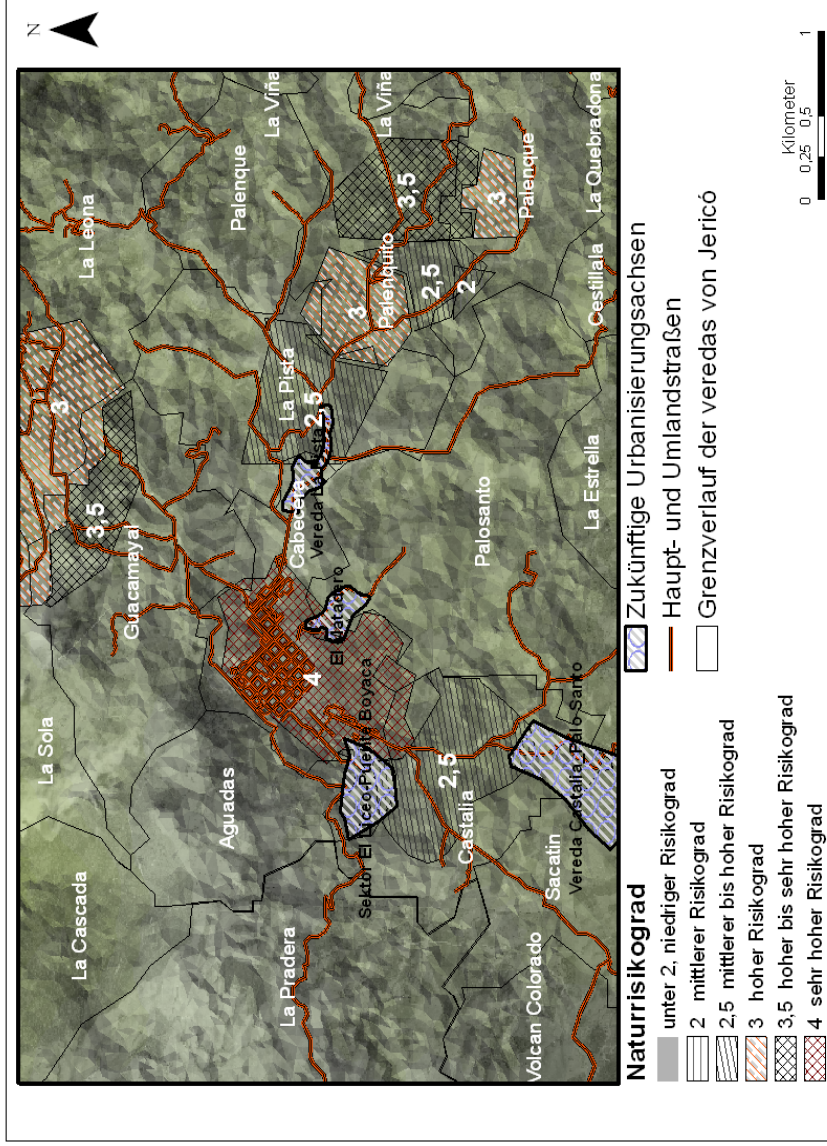 N
La Cascada
La Sola
La Leona
Guacamayal
3,5
3
Aguadas
Palenque
La Viña
La Pradera
4
Cabecera
La Pista
2,5
Vereda La Pista
El Matadero
Sektor El Liceo-Puente Boyaca
3
Palenquito
3,5
La Viña
2,5
2
3
Palenque
Castalia
2,5
Palosanto
Volcan Colorado
Sacatin
Vereda Castalia-Palo Santo
La Estrella
Cestillala
La Quebradona
Naturrisikograd
unter 2, niedriger Risikograd
2 mittlerer Risikograd
2,5 mittlerer bis hoher Risikograd
3 hoher Risikograd
3,5 hoher bis sehr hoher Risikograd
4 sehr hoher Risikograd
Zukünftige Urbanisierungsachsen
Haupt- und Umlandstraßen
Grenzverlauf der veredas von Jericó
Kilometer
0 0,25 0,5 1